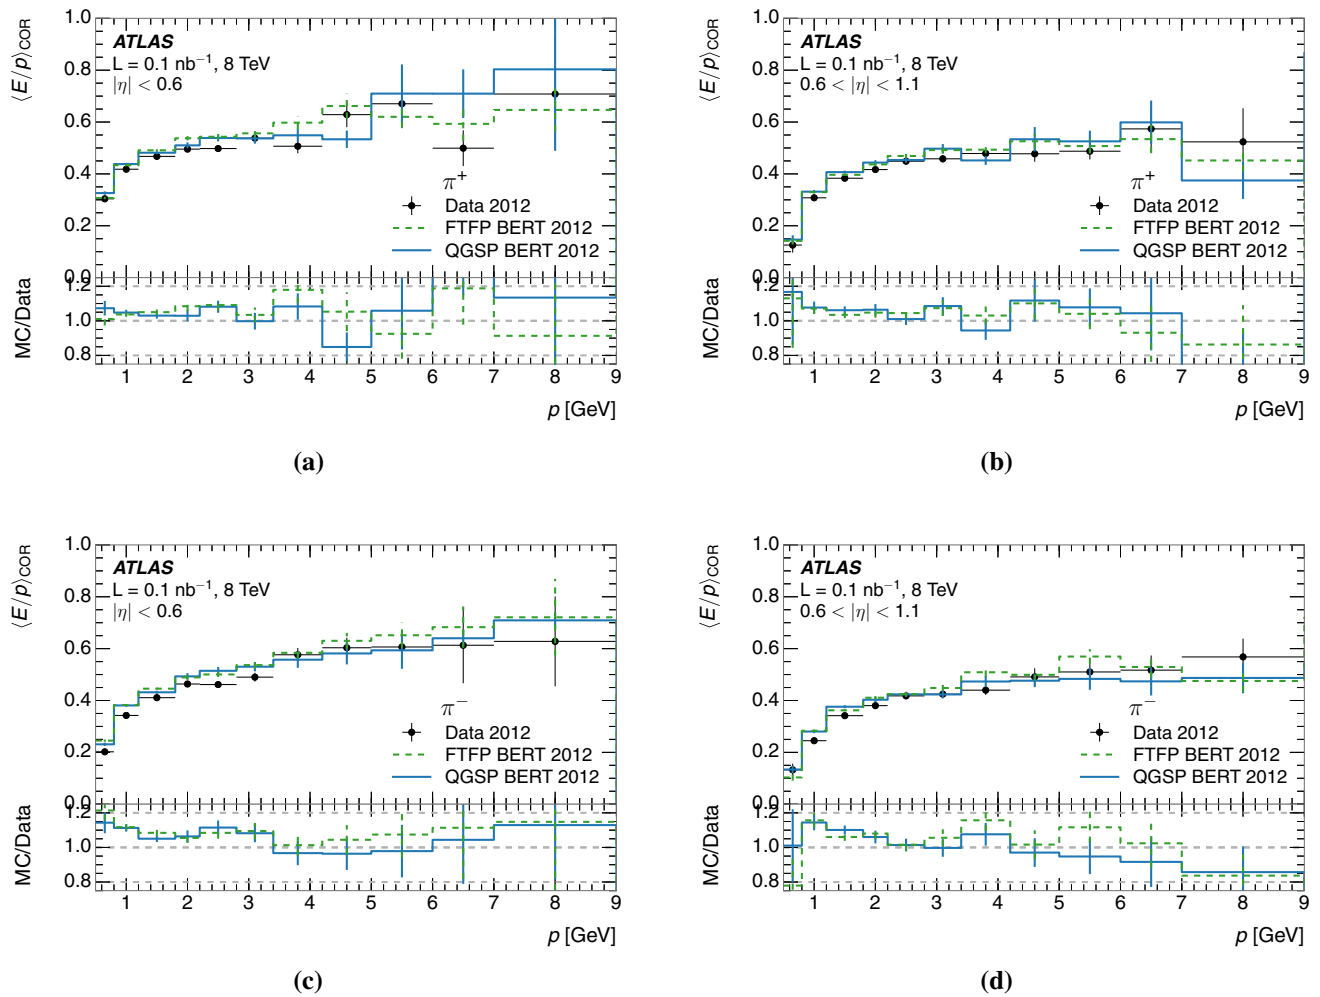 ⟨E/p⟩COR
1.0
0.8
0.6
0.4
0.2
0.0
ATLAS
L = 0.1 nb⁻¹, 8 TeV
|η| < 0.6
π⁺
Data 2012
FTFP BERT 2012
QGSP BERT 2012
MC/Data
1.2
1.0
0.8
1 2 3 4 5 6 7 8 9
p [GeV]
(a)
⟨E/p⟩COR
1.0
0.8
0.6
0.4
0.2
0.0
ATLAS
L = 0.1 nb⁻¹, 8 TeV
0.6 < |η| < 1.1
π⁺
Data 2012
FTFP BERT 2012
QGSP BERT 2012
MC/Data
1.2
1.0
0.8
1 2 3 4 5 6 7 8 9
p [GeV]
(b)
⟨E/p⟩COR
1.0
0.8
0.6
0.4
0.2
0.0
ATLAS
L = 0.1 nb⁻¹, 8 TeV
|η| < 0.6
π⁻
Data 2012
FTFP BERT 2012
QGSP BERT 2012
MC/Data
1.2
1.0
0.8
1 2 3 4 5 6 7 8 9
p [GeV]
(c)
⟨E/p⟩COR
1.0
0.8
0.6
0.4
0.2
0.0
ATLAS
L = 0.1 nb⁻¹, 8 TeV
0.6 < |η| < 1.1
π⁻
Data 2012
FTFP BERT 2012
QGSP BERT 2012
MC/Data
1.2
1.0
0.8
1 2 3 4 5 6 7 8 9
p [GeV]
(d)